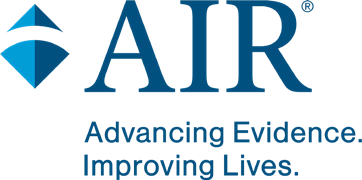 AIR®
Advancing Evidence.
Improving Lives.